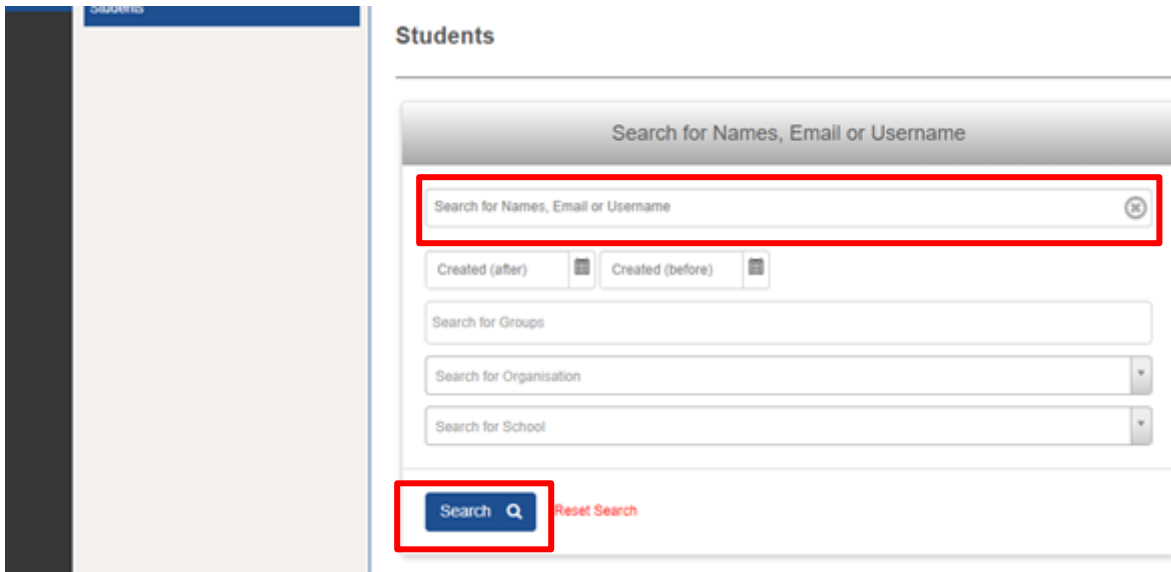 Students
Students
Search for Names, Email or Username
Search for Names, Email or Username
Created (after) Created (before)
Search for Groups
Search for Organisation
Search for School
Search Reset Search